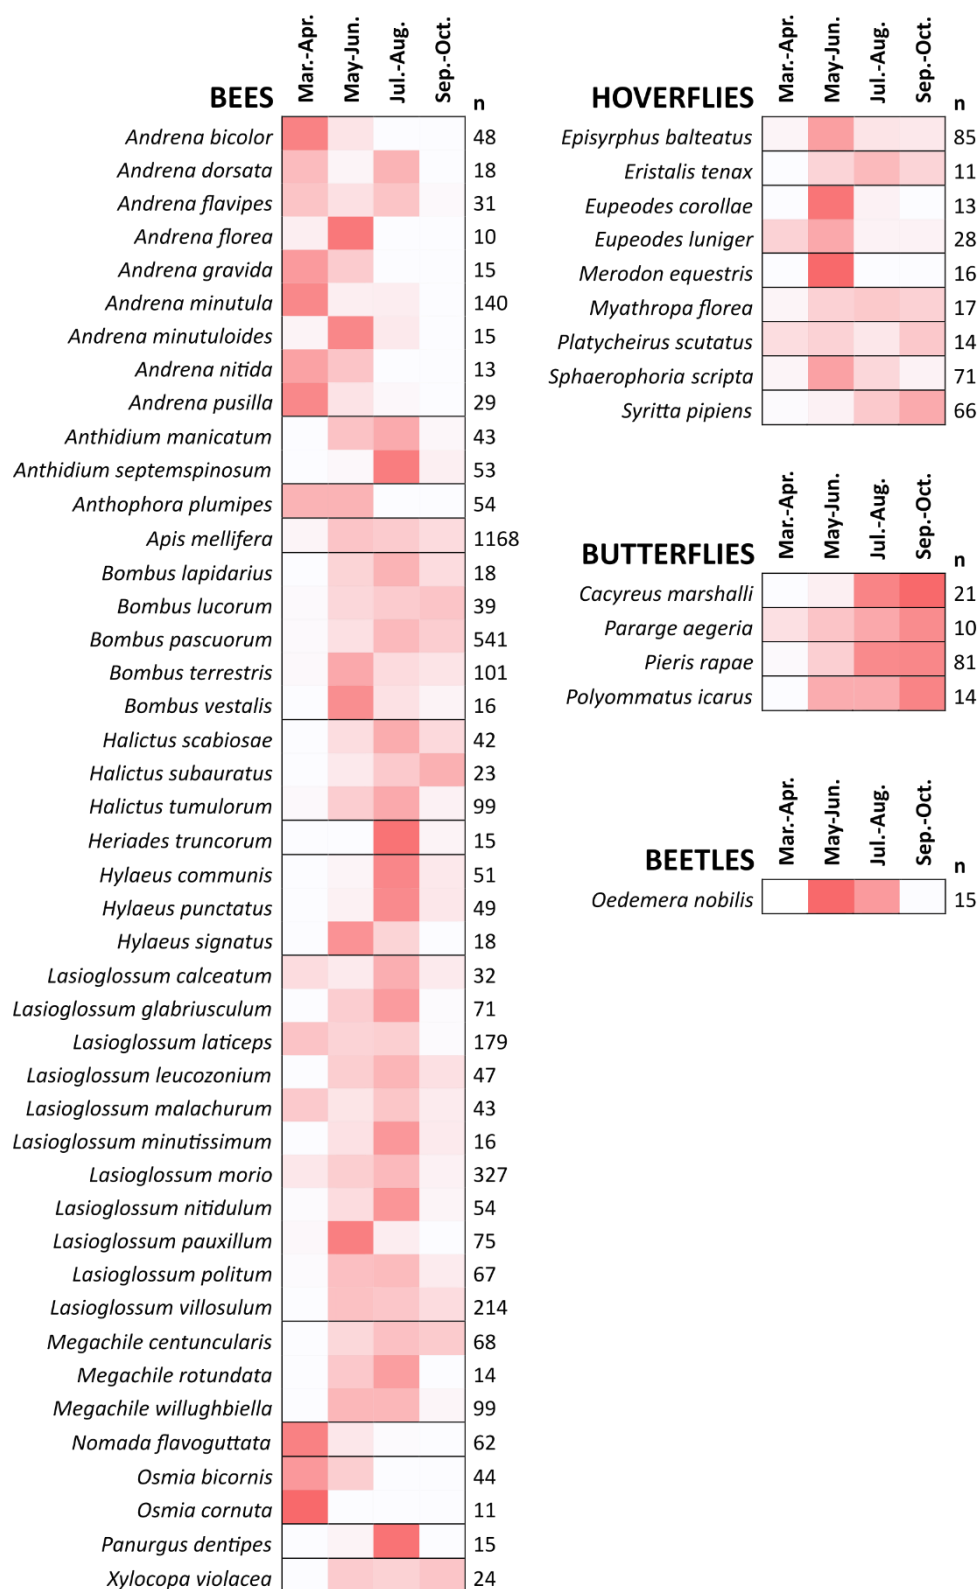 BEES Mar.-Apr. May-Jun. Jul.-Aug. Sep.-Oct. n
Andrena bicolor 48
Andrena dorsata 18
Andrena flavipes 31
Andrena florea 10
Andrena gravida 15
Andrena minutula 140
Andrena minutuloides 15
Andrena nitida 13
Andrena pusilla 29
Anthidium manicatum 43
Anthidium septemspinosum 53
Anthophora plumipes 54
Apis mellifera 1168
Bombus lapidarius 18
Bombus lucorum 39
Bombus pascuorum 541
Bombus terrestris 101
Bombus vestalis 16
Halictus scabiosae 42
Halictus subauratus 23
Halictus tumulorum 99
Heriades truncorum 15
Hylaeus communis 51
Hylaeus punctatus 49
Hylaeus signatus 18
Lasioglossum calceatum 32
Lasioglossum glabriusculum 71
Lasioglossum laticeps 179
Lasioglossum leucozonium 47
Lasioglossum malachurum 43
Lasioglossum minutissimum 16
Lasioglossum morio 327
Lasioglossum nitidulum 54
Lasioglossum pauxillum 75
Lasioglossum politum 67
Lasioglossum villosulum 214
Megachile centuncularis 68
Megachile rotundata 14
Megachile willughbiella 99
Nomada flavoguttata 62
Osmia bicornis 44
Osmia cornuta 11
Panurgus dentipes 15
Xylocopa violacea 24
HOVERFLIES Mar.-Apr. May-Jun. Jul.-Aug. Sep.-Oct. n
Episyrphus balteatus 85
Eristalis tenax 11
Eupeodes corollae 13
Eupeodes luniger 28
Merodon equestris 16
Myathropa florea 17
Platycheirus scutatus 14
Sphaerophoria scripta 71
Syritta pipiens 66
BUTTERFLIES Mar.-Apr. May-Jun. Jul.-Aug. Sep.-Oct. n
Cacyreus marshalli 21
Pararge aegeria 10
Pieris rapae 81
Polyommatus icarus 14
BEETLES Mar.-Apr. May-Jun. Jul.-Aug. Sep.-Oct. n
Oedemera nobilis 15